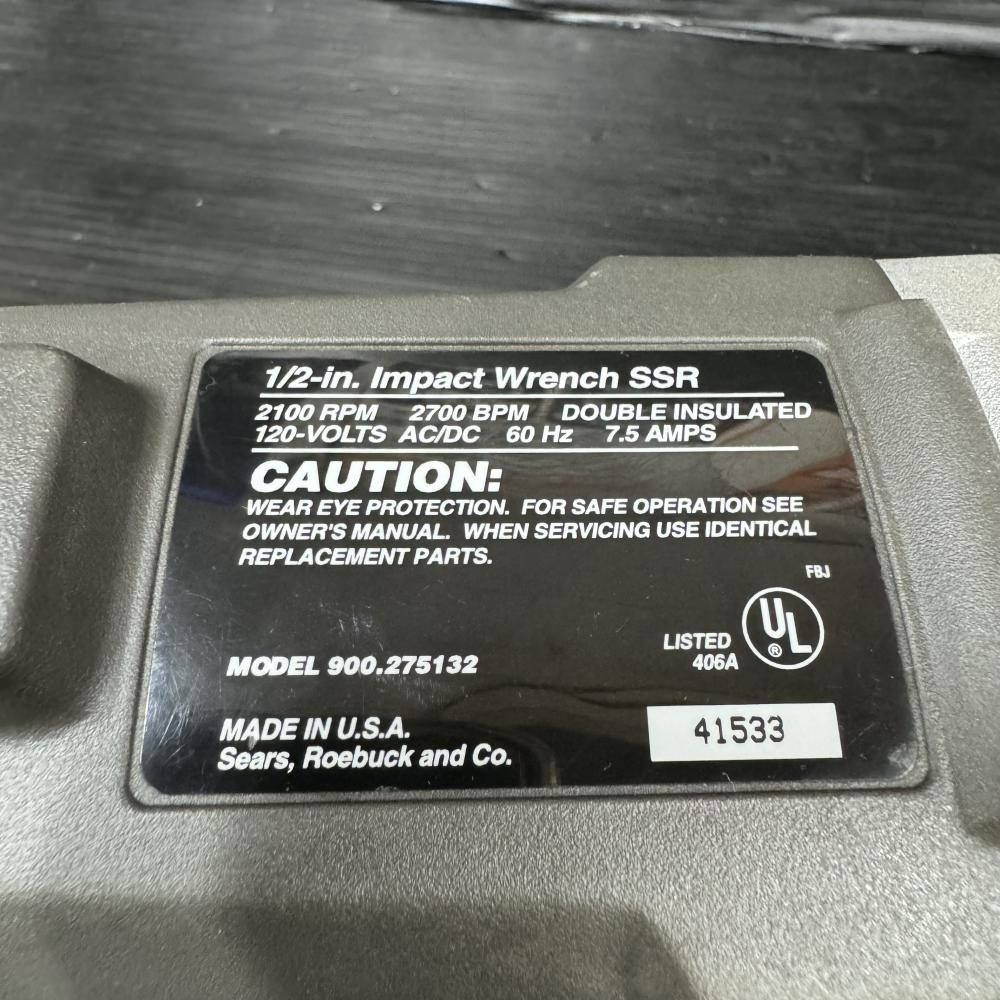 1/2-in. Impact Wrench SSR
2100 RPM 2700 BPM DOUBLE INSULATED
120-VOLTS AC/DC 60 Hz 7.5 AMPS
CAUTION:
WEAR EYE PROTECTION. FOR SAFE OPERATION SEE
OWNER'S MANUAL. WHEN SERVICING USE IDENTICAL
REPLACEMENT PARTS.
FBJ
LISTED
406A
UL
®
MODEL 900.275132
MADE IN U.S.A.
Sears, Roebuck and Co.
41533